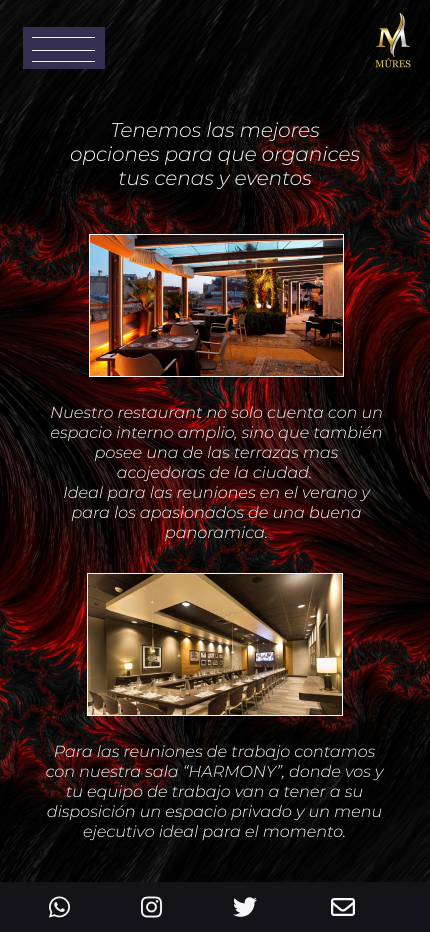 MÛRES
Tenemos las mejores
opciones para que organices
tus cenas y eventos
Nuestro restaurant no solo cuenta con un
espacio interno amplio, sino que también
posee una de las terrazas mas
acojedoras de la ciudad.
Ideal para las reuniones en el verano y
para los apasionados de una buena
panoramica.
Para las reuniones de trabajo contamos
con nuestra sala “HARMONY”, donde vos y
tu equipo de trabajo van a tener a su
disposición un espacio privado y un menu
ejecutivo ideal para el momento.